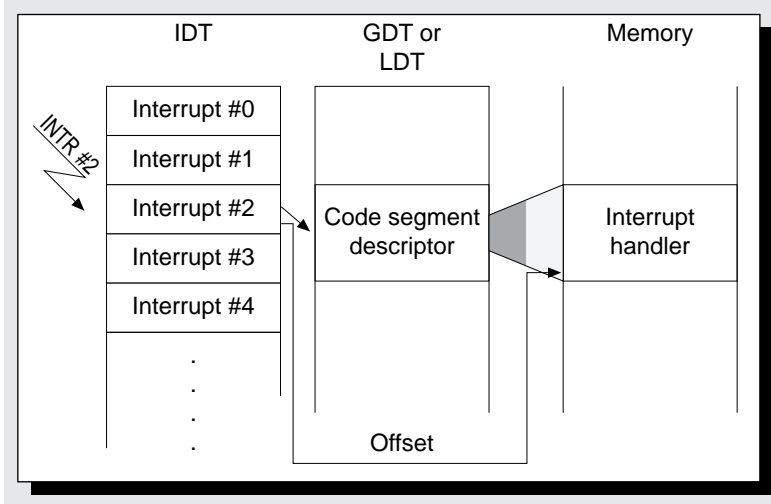 IDT
GDT or
LDT
Memory
INTR #2
Interrupt #0
Interrupt #1
Interrupt #2
Interrupt #3
Interrupt #4
.
.
.
.
Code segment
descriptor
Interrupt
handler
Offset